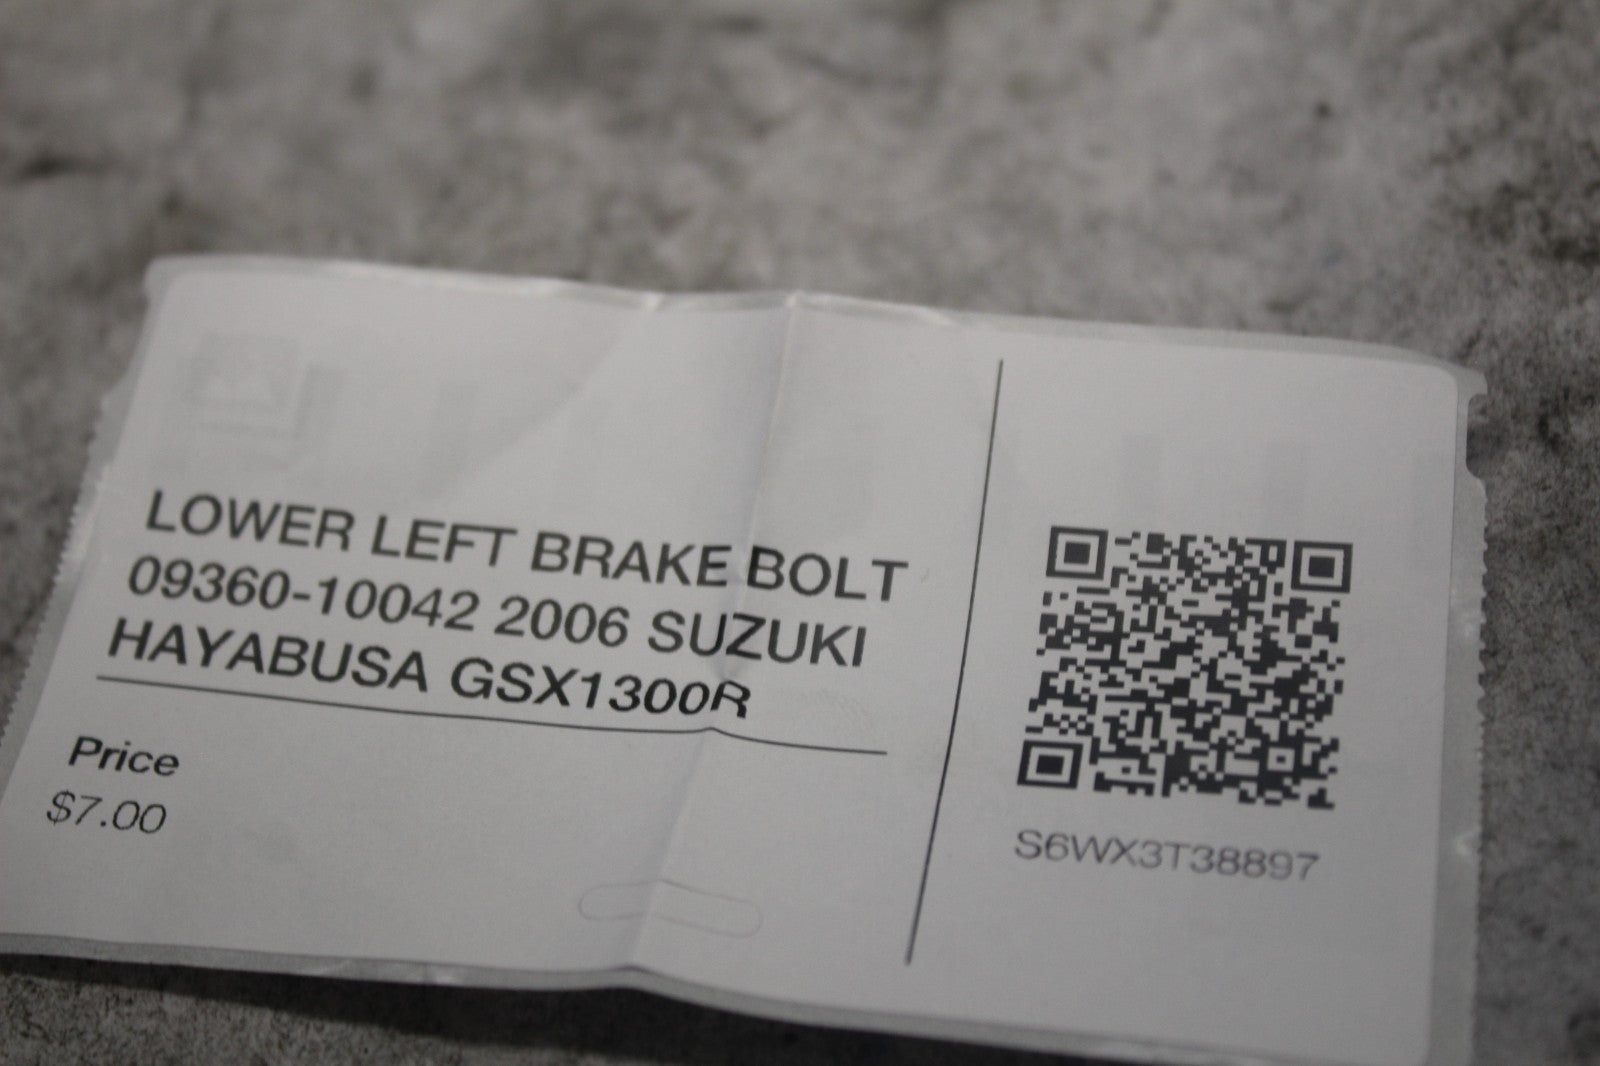 LOWER LEFT BRAKE BOLT
09360-10042 2006 SUZUKI
HAYABUSA GSX1300R
Price
$7.00
S6WX3T38897